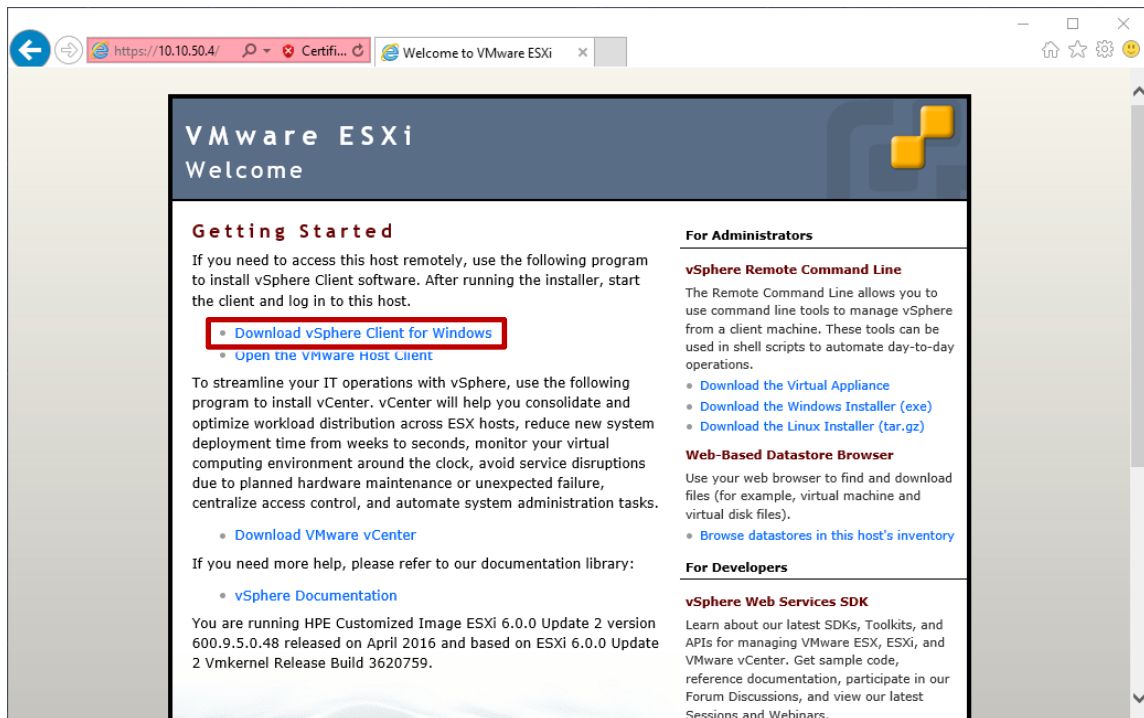 https://10.10.50.4/
Certifi...
Welcome to VMware ESXi
VMware ESXi
Welcome
Getting Started
If you need to access this host remotely, use the following program
to install vSphere Client software. After running the installer, start
the client and log in to this host.
Download vSphere Client for Windows
Open the VMware Host Client
To streamline your IT operations with vSphere, use the following
program to install vCenter. vCenter will help you consolidate and
optimize workload distribution across ESX hosts, reduce new system
deployment time from weeks to seconds, monitor your virtual
computing environment around the clock, avoid service disruptions
due to planned hardware maintenance or unexpected failure,
centralize access control, and automate system administration tasks.
Download VMware vCenter
If you need more help, please refer to our documentation library:
vSphere Documentation
You are running HPE Customized Image ESXi 6.0.0 Update 2 version
600.9.5.0.48 released on April 2016 and based on ESXi 6.0.0 Update
2 Vmkernel Release Build 3620759.
For Administrators
vSphere Remote Command Line
The Remote Command Line allows you to
use command line tools to manage vSphere
from a client machine. These tools can be
used in shell scripts to automate day-to-day
operations.
Download the Virtual Appliance
Download the Windows Installer (exe)
Download the Linux Installer (tar.gz)
Web-Based Datastore Browser
Use your web browser to find and download
files (for example, virtual machine and
virtual disk files).
Browse datastores in this host's inventory
For Developers
vSphere Web Services SDK
Learn about our latest SDKs, Toolkits, and
APIs for managing VMware ESX, ESXi, and
VMware vCenter. Get sample code,
reference documentation, participate in our
Forum Discussions, and view our latest
Sessions and Webinars.